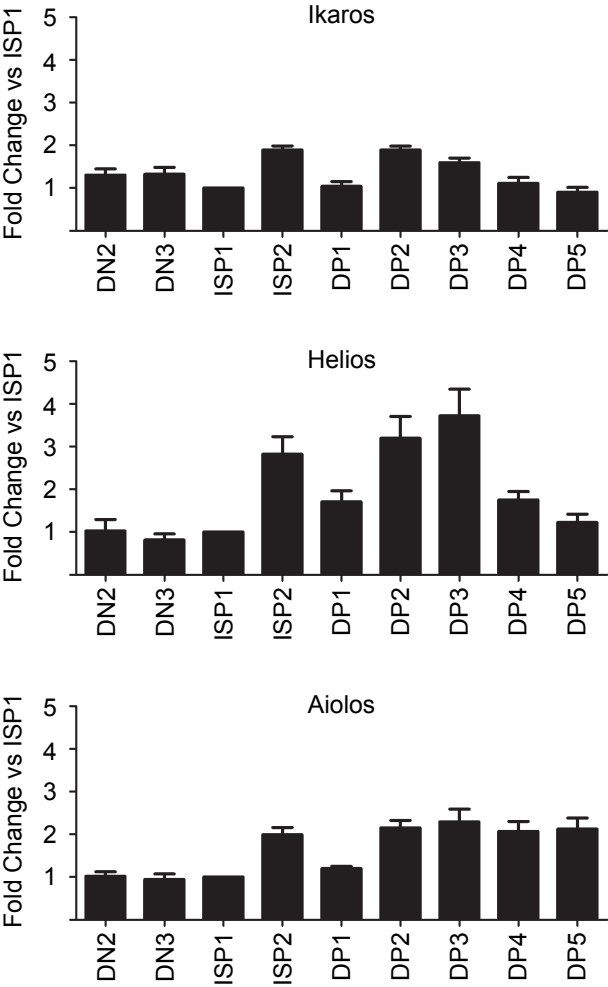 Ikaros
Fold Change vs ISP1
5
4
3
2
1
DN2 DN3 ISP1 ISP2 DP1 DP2 DP3 DP4 DP5
Helios
Fold Change vs ISP1
5
4
3
2
1
DN2 DN3 ISP1 ISP2 DP1 DP2 DP3 DP4 DP5
Aiolos
Fold Change vs ISP1
5
4
3
2
1
DN2 DN3 ISP1 ISP2 DP1 DP2 DP3 DP4 DP5